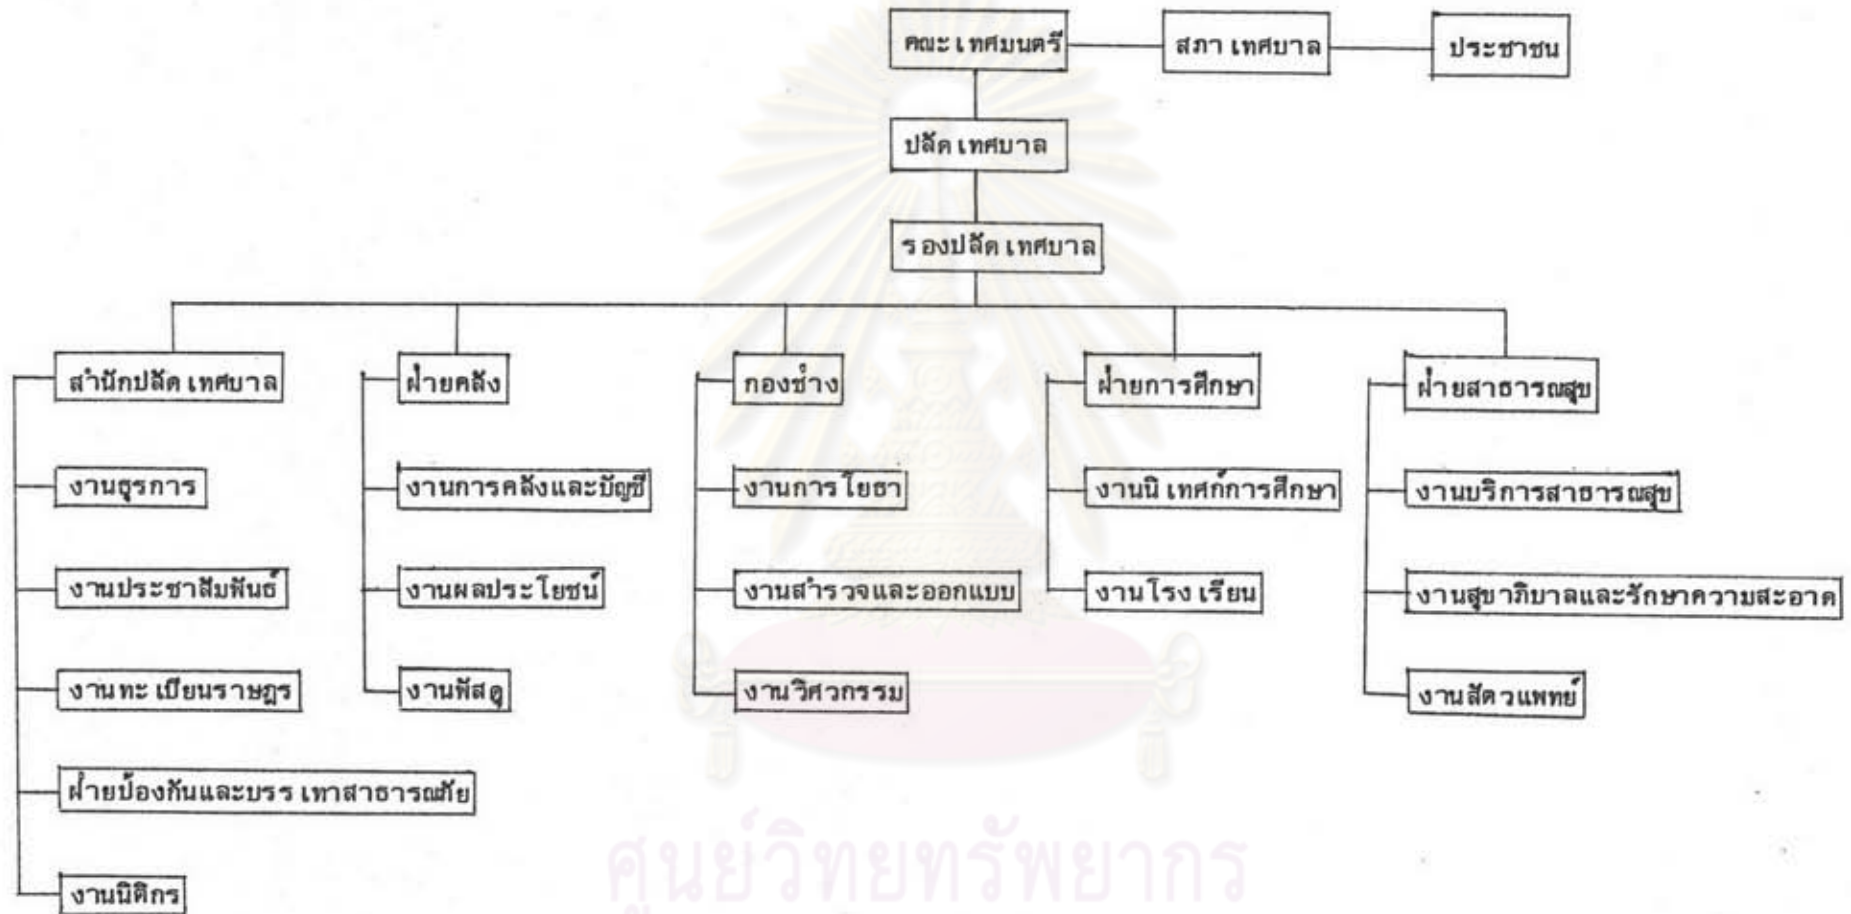 คณะเทศมนตรี
สภาเทศบาล
ประชาชน
ปลัดเทศบาล
รองปลัดเทศบาล
สำนักปลัดเทศบาล
ฝ่ายคลัง
กองช่าง
ฝ่ายการศึกษา
ฝ่ายสาธารณสุข
งานธุรการ
งานการคลังและบัญชี
งานการโยธา
งานนิเทศก์การศึกษา
งานบริการสาธารณสุข
งานประชาสัมพันธ์
งานผลประโยชน์
งานสำรวจและออกแบบ
งานโรงเรียน
งานสุขาภิบาลและรักษาความสะอาด
งานทะเบียนราษฎร
งานพัสดุ
งานวิศวกรรม
งานสัตวแพทย์
ฝ่ายป้องกันและบรรเทาสาธารณภัย
งานนิติกร
ศูนย์วิทยทรัพยากร